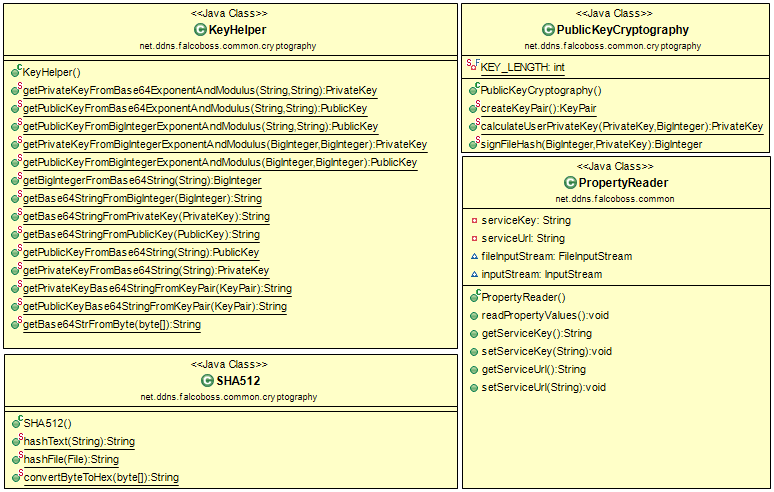 <<Java Class>>
KeyHelper
net.ddns.falcoboss.common.cryptography
KeyHelper()
getPrivateKeyFromBase64ExponentAndModulus(String,String):PrivateKey
getPublicKeyFromBase64ExponentAndModulus(String,String):PublicKey
getPublicKeyFromBigIntegerExponentAndModulus(String,String):PublicKey
getPrivateKeyFromBigIntegerExponentAndModulus(BigInteger,BigInteger):PrivateKey
getPublicKeyFromBigIntegerExponentAndModulus(BigInteger,BigInteger):PublicKey
getBigIntegerFromBase64String(String):BigInteger
getBase64StringFromBigInteger(BigInteger):String
getBase64StringFromPrivateKey(PrivateKey):String
getBase64StringFromPublicKey(PublicKey):String
getPublicKeyFromBase64String(String):PublicKey
getPrivateKeyFromBase64String(String):PrivateKey
getPrivateKeyBase64StringFromKeyPair(KeyPair):String
getPublicKeyBase64StringFromKeyPair(KeyPair):String
getBase64StrFromByte(byte[]):String
<<Java Class>>
SHA512
net.ddns.falcoboss.common.cryptography
SHA512()
hashText(String):String
hashFile(File):String
convertByteToHex(byte[]):String
<<Java Class>>
PublicKeyCryptography
net.ddns.falcoboss.common.cryptography
KEY_LENGTH: int
PublicKeyCryptography()
createKeyPair():KeyPair
calculateUserPrivateKey(PrivateKey,BigInteger):PrivateKey
signFileHash(BigInteger,PrivateKey):BigInteger
<<Java Class>>
PropertyReader
net.ddns.falcoboss.common
serviceKey: String
serviceUrl: String
fileInputStream: FileInputStream
inputStream: InputStream
PropertyReader()
readPropertyValues():void
getServiceKey():String
setServiceKey(String):void
getServiceUrl():String
setServiceUrl(String):void